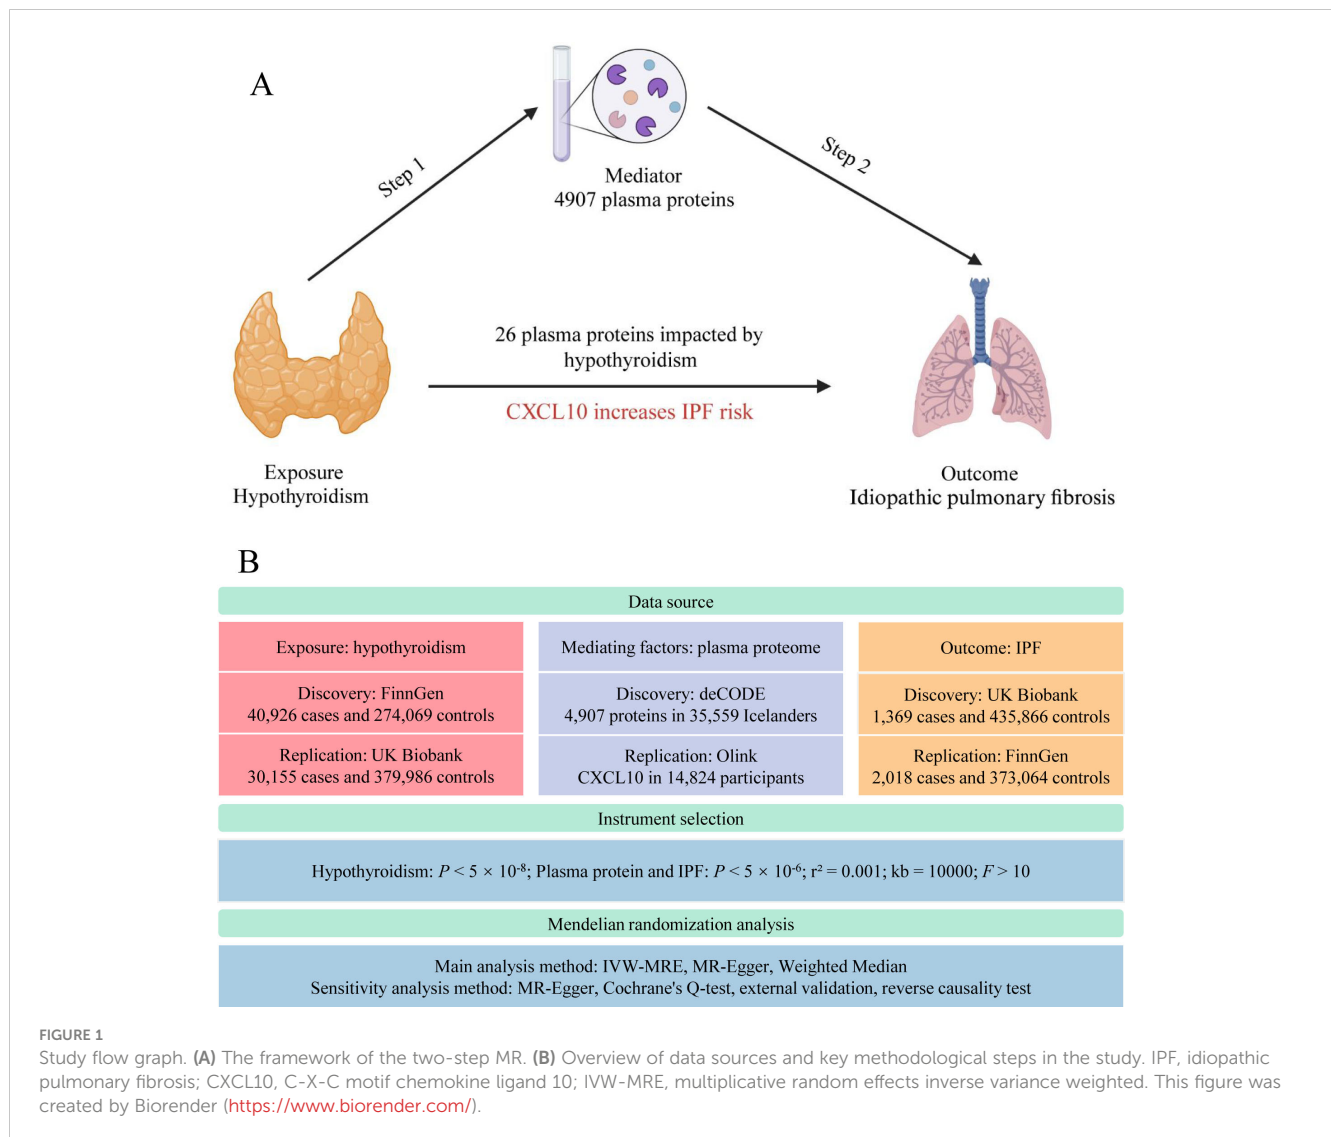 A
Step 1
Step 2
Mediator
4907 plasma proteins
26 plasma proteins impacted by
hypothyroidism
CXCL10 increases IPF risk
Exposure
Hypothyroidism
Outcome
Idiopathic pulmonary fibrosis
B
Data source
Exposure: hypothyroidism
Mediating factors: plasma proteome
Outcome: IPF
Discovery: FinnGen
40,926 cases and 274,069 controls
Discovery: deCODE
4,907 proteins in 35,559 Icelanders
Discovery: UK Biobank
1,369 cases and 435,866 controls
Replication: UK Biobank
30,155 cases and 379,986 controls
Replication: Olink
CXCL10 in 14,824 participants
Replication: FinnGen
2,018 cases and 373,064 controls
Instrument selection
Hypothyroidism: P < 5 × 10⁻⁸; Plasma protein and IPF: P < 5 × 10⁻⁶; r² = 0.001; kb = 10000; F > 10
Mendelian randomization analysis
Main analysis method: IVW-MRE, MR-Egger, Weighted Median
Sensitivity analysis method: MR-Egger, Cochrane's Q-test, external validation, reverse causality test
FIGURE 1
Study flow graph. (A) The framework of the two-step MR. (B) Overview of data sources and key methodological steps in the study. IPF, idiopathic
pulmonary fibrosis; CXCL10, C-X-C motif chemokine ligand 10; IVW-MRE, multiplicative random effects inverse variance weighted. This figure was
created by Biorender (https://www.biorender.com/).